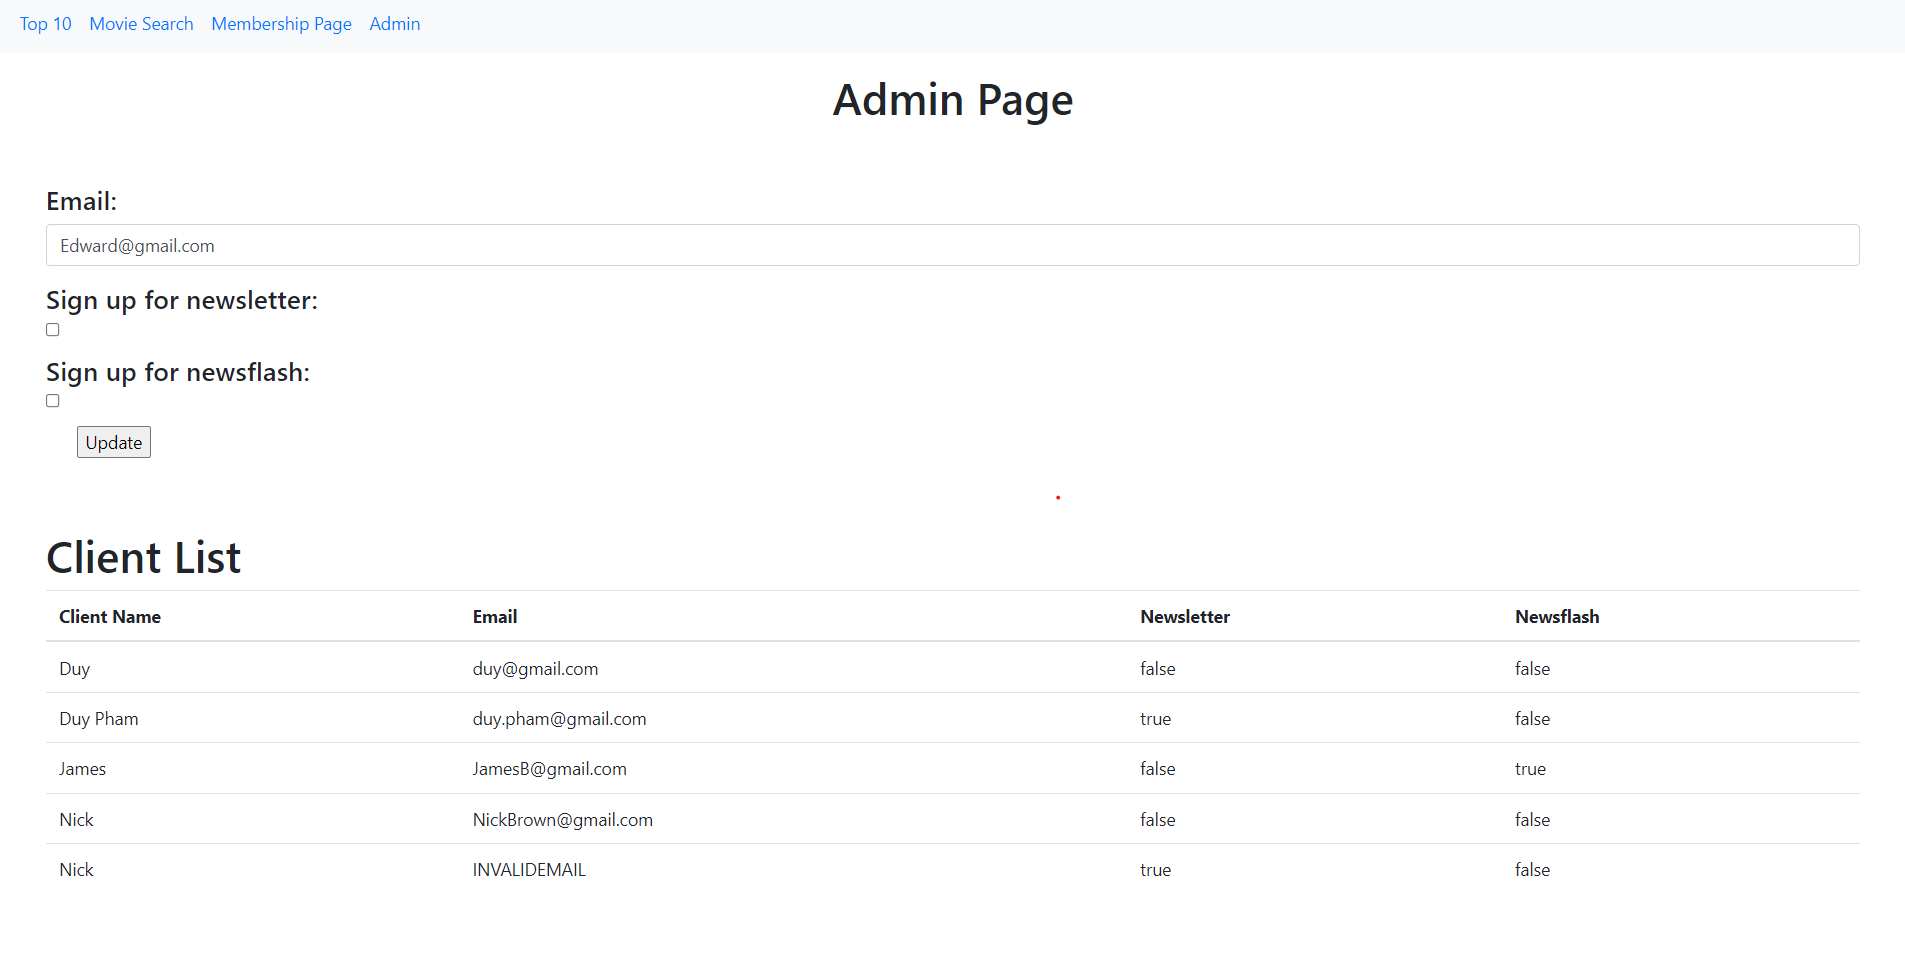 Top 10 Movie Search Membership Page Admin
Admin Page
Email:
Edward@gmail.com
Sign up for newsletter:
Sign up for newsflash:
Update
Client List
Client Name Email Newsletter Newsflash
Duy duy@gmail.com false false
Duy Pham duy.pham@gmail.com true false
James JamesB@gmail.com false true
Nick NickBrown@gmail.com false false
Nick INVALIDEMAIL true false